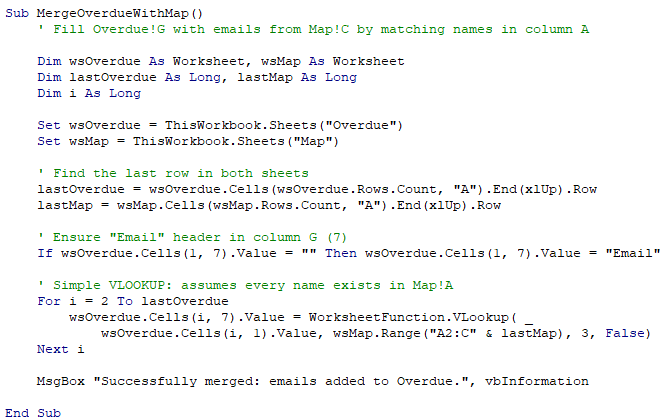 Sub MergeOverdueWithMap()
    ' Fill Overdue!G with emails from Map!C by matching names in column A

    Dim wsOverdue As Worksheet, wsMap As Worksheet
    Dim lastOverdue As Long, lastMap As Long
    Dim i As Long

    Set wsOverdue = ThisWorkbook.Sheets("Overdue")
    Set wsMap = ThisWorkbook.Sheets("Map")

    ' Find the last row in both sheets
    lastOverdue = wsOverdue.Cells(wsOverdue.Rows.Count, "A").End(xlUp).Row
    lastMap = wsMap.Cells(wsMap.Rows.Count, "A").End(xlUp).Row

    ' Ensure "Email" header in column G (7)
    If wsOverdue.Cells(1, 7).Value = "" Then wsOverdue.Cells(1, 7).Value = "Email"

    ' Simple VLOOKUP: assumes every name exists in Map!A
    For i = 2 To lastOverdue
        wsOverdue.Cells(i, 7).Value = WorksheetFunction.VLookup( _
            wsOverdue.Cells(i, 1).Value, wsMap.Range("A2:C" & lastMap), 3, False)
    Next i

    MsgBox "Successfully merged: emails added to Overdue.", vbInformation

End Sub